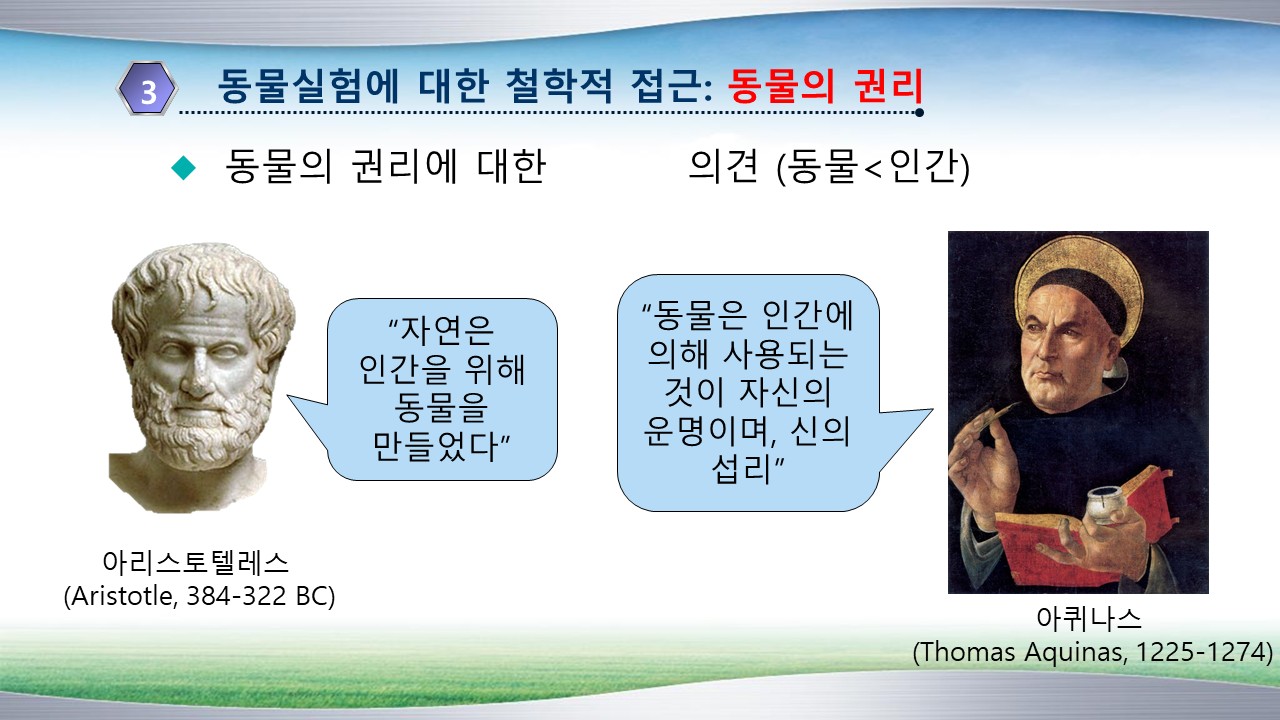 3
동물실험에 대한 철학적 접근: 동물의 권리
동물의 권리에 대한 의견 (동물<인간)
“자연은
인간을 위해
동물을
만들었다”
“동물은 인간에
의해 사용되는
것이 자신의
운명이며, 신의
섭리”
아리스토텔레스
(Aristotle, 384-322 BC)
아퀴나스
(Thomas Aquinas, 1225-1274)